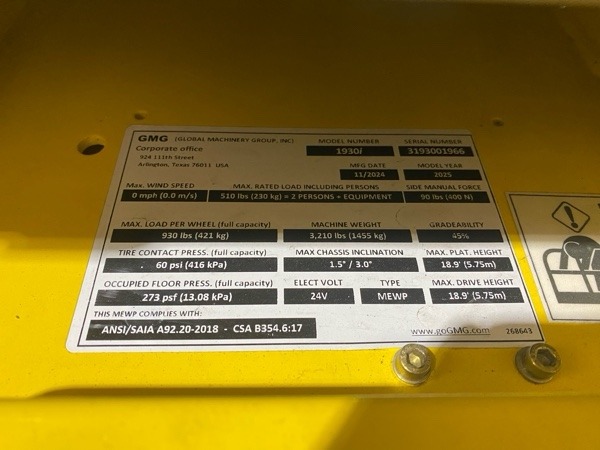 GMG (GLOBAL MACHINERY GROUP, INC) MODEL NUMBER SERIAL NUMBER
Corporate office 1930i 3193001966
924 111th Street
Arlington, Texas 76011 USA MFG DATE MODEL YEAR
11/2024 2025
MAX. WIND SPEED MAX. RATED LOAD INCLUDING PERSONS SIDE MANUAL FORCE
0 mph (0.0 m/s) 510 lbs (230 kg) = 2 PERSONS + EQUIPMENT 90 lbs (400 N)
MAX. LOAD PER WHEEL (full capacity) MACHINE WEIGHT GRADEABILITY
930 lbs (421 kg) 3,210 lbs (1455 kg) 45%
TIRE CONTACT PRESS. (full capacity) MAX CHASSIS INCLINATION MAX. PLAT. HEIGHT
60 psi (416 kPa) 1.5° / 3.0° 18.9' (5.75m)
OCCUPIED FLOOR PRESS. (full capacity) ELECT VOLT TYPE MAX. DRIVE HEIGHT
273 psf (13.08 kPa) 24V MEWP 18.9' (5.75m)
THIS MEWP COMPLIES WITH:
ANSI/SAIA A92.20-2018 - CSA B354.6:17 www.goGMG.com 268643